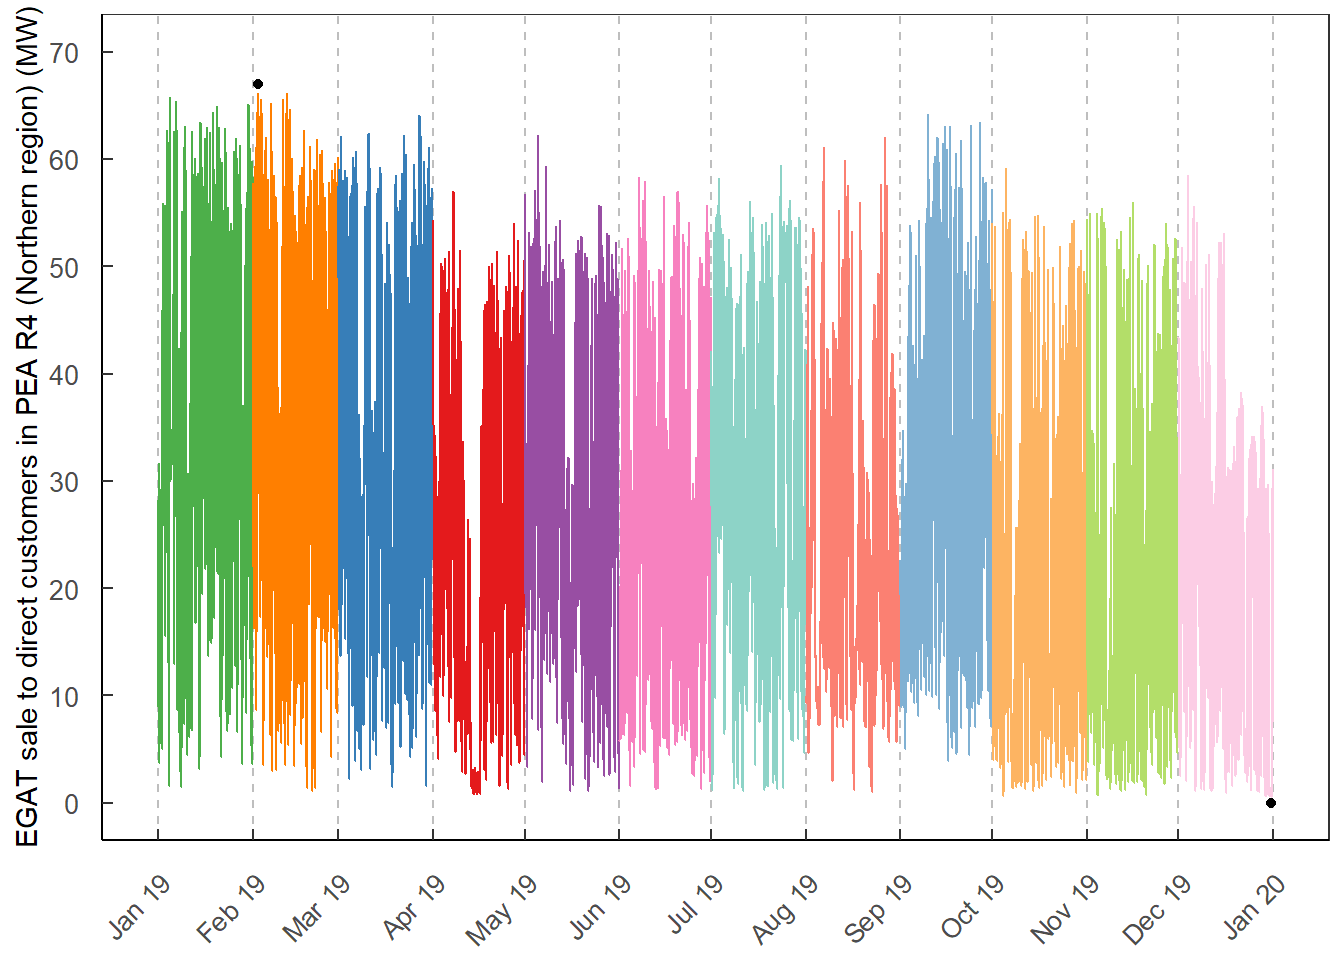 EGAT sale to direct customers in PEA R4 (Northern region) (MW)
70
60
50
40
30
20
10
0
Jan 19
Feb 19
Mar 19
Apr 19
May 19
Jun 19
Jul 19
Aug 19
Sep 19
Oct 19
Nov 19
Dec 19
Jan 20